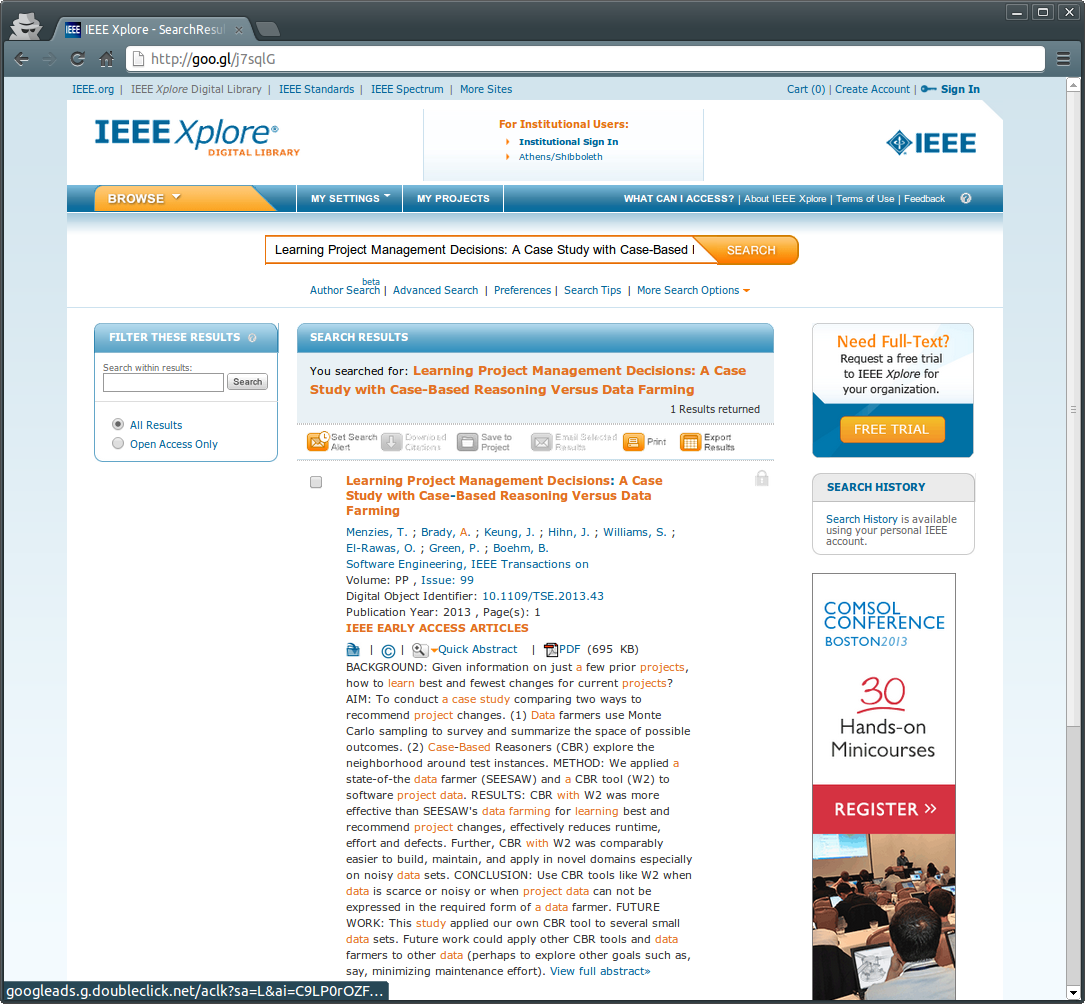 IEEE Xplore - SearchResul
http://goo.gl/j7sqlG
IEEE.org | IEEE Xplore Digital Library | IEEE Standards | IEEE Spectrum | More Sites
Cart (0) | Create Account | Sign In
IEEE Xplore®
DIGITAL LIBRARY
For Institutional Users:
Institutional Sign In
Athens/Shibboleth
IEEE
BROWSE
MY SETTINGS
MY PROJECTS
WHAT CAN I ACCESS? | About IEEE Xplore | Terms of Use | Feedback ?
Learning Project Management Decisions: A Case Study with Case-Based
SEARCH
beta
Author Search | Advanced Search | Preferences | Search Tips | More Search Options
FILTER THESE RESULTS ?
Search within results:
Search
All Results
Open Access Only
SEARCH RESULTS
You searched for: Learning Project Management Decisions: A Case
Study with Case-Based Reasoning Versus Data Farming
1 Results returned
Set Search
Alert
Download
Citations
Save to
Project
Email Selected
Results
Print
Export
Results
Learning Project Management Decisions: A Case
Study with Case-Based Reasoning Versus Data
Farming
Menzies, T. ; Brady, A. ; Keung, J. ; Hihn, J. ; Williams, S. ;
El-Rawas, O. ; Green, P. ; Boehm, B.
Software Engineering, IEEE Transactions on
Volume: PP , Issue: 99
Digital Object Identifier: 10.1109/TSE.2013.43
Publication Year: 2013 , Page(s): 1
IEEE EARLY ACCESS ARTICLES
| © | Quick Abstract | PDF (695 KB)
BACKGROUND: Given information on just a few prior projects,
how to learn best and fewest changes for current projects?
AIM: To conduct a case study comparing two ways to
recommend project changes. (1) Data farmers use Monte
Carlo sampling to survey and summarize the space of possible
outcomes. (2) Case-Based Reasoners (CBR) explore the
neighborhood around test instances. METHOD: We applied a
state-of-the data farmer (SEESAW) and a CBR tool (W2) to
software project data. RESULTS: CBR with W2 was more
effective than SEESAW's data farming for learning best and
recommend project changes, effectively reduces runtime,
effort and defects. Further, CBR with W2 was comparably
easier to build, maintain, and apply in novel domains especially
on noisy data sets. CONCLUSION: Use CBR tools like W2 when
data is scarce or noisy or when project data can not be
expressed in the required form of a data farmer. FUTURE
WORK: This study applied our own CBR tool to several small
data sets. Future work could apply other CBR tools and data
farmers to other data (perhaps to explore other goals such as,
say, minimizing maintenance effort). View full abstract»
Need Full-Text?
Request a free trial
to IEEE Xplore for
your organization.
FREE TRIAL
SEARCH HISTORY
Search History is available
using your personal IEEE
account.
COMSOL
CONFERENCE
BOSTON2013
30
Hands-on
Minicourses
REGISTER »
googleads.g.doubleclick.net/aclk?sa=L&ai=C9LP0rOZF...